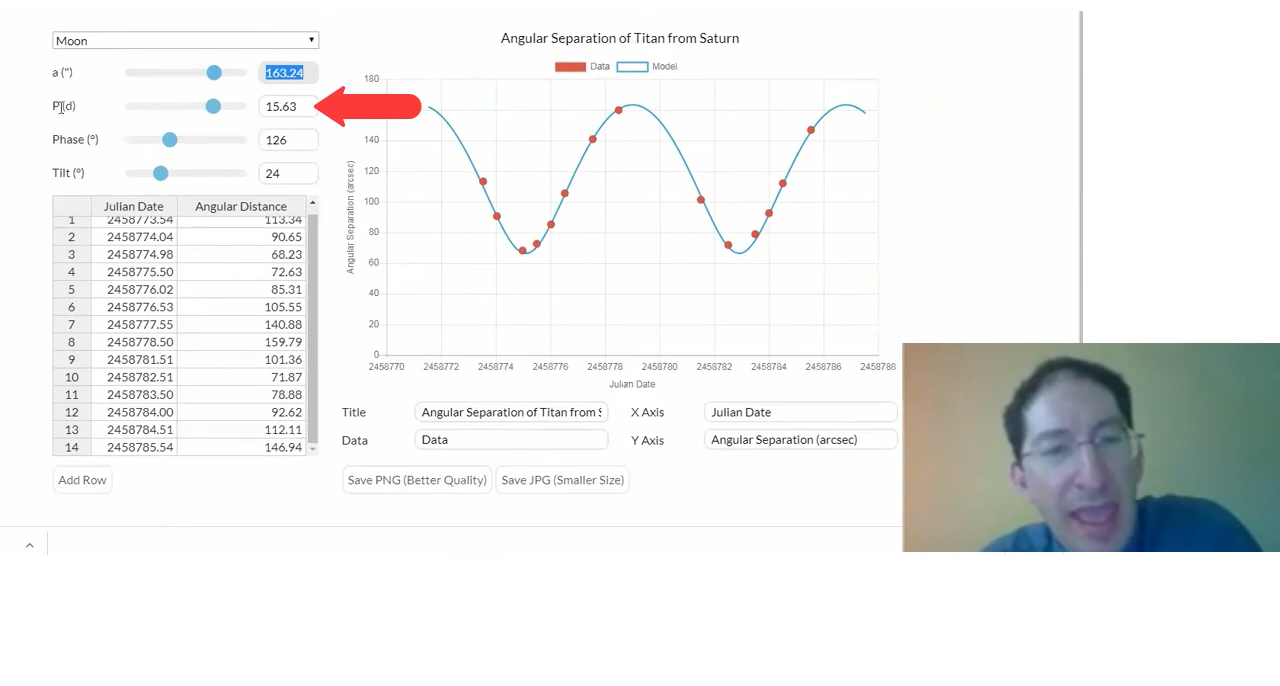 Moon
a (")
163.24
P (d)
15.63
Phase (º)
126
Tilt (º)
24
Julian Date Angular Distance
1 2458773.54 113.34
2 2458774.04 90.65
3 2458774.98 68.23
4 2458775.50 72.63
5 2458776.02 85.31
6 2458776.53 105.55
7 2458777.55 140.88
8 2458778.50 159.79
9 2458781.51 101.36
10 2458782.51 71.87
11 2458783.50 78.88
12 2458784.00 92.62
13 2458784.51 112.11
14 2458785.54 146.94
Add Row
Angular Separation of Titan from Saturn
Data Model
Angular Separation (arcsec)
180
160
140
120
100
80
60
40
20
0
2458770 2458772 2458774 2458776 2458778 2458780 2458782 2458784 2458786 2458788
Julian Date
Title Angular Separation of Titan from S X Axis Julian Date
Data Data Y Axis Angular Separation (arcsec)
Save PNG (Better Quality) Save JPG (Smaller Size)